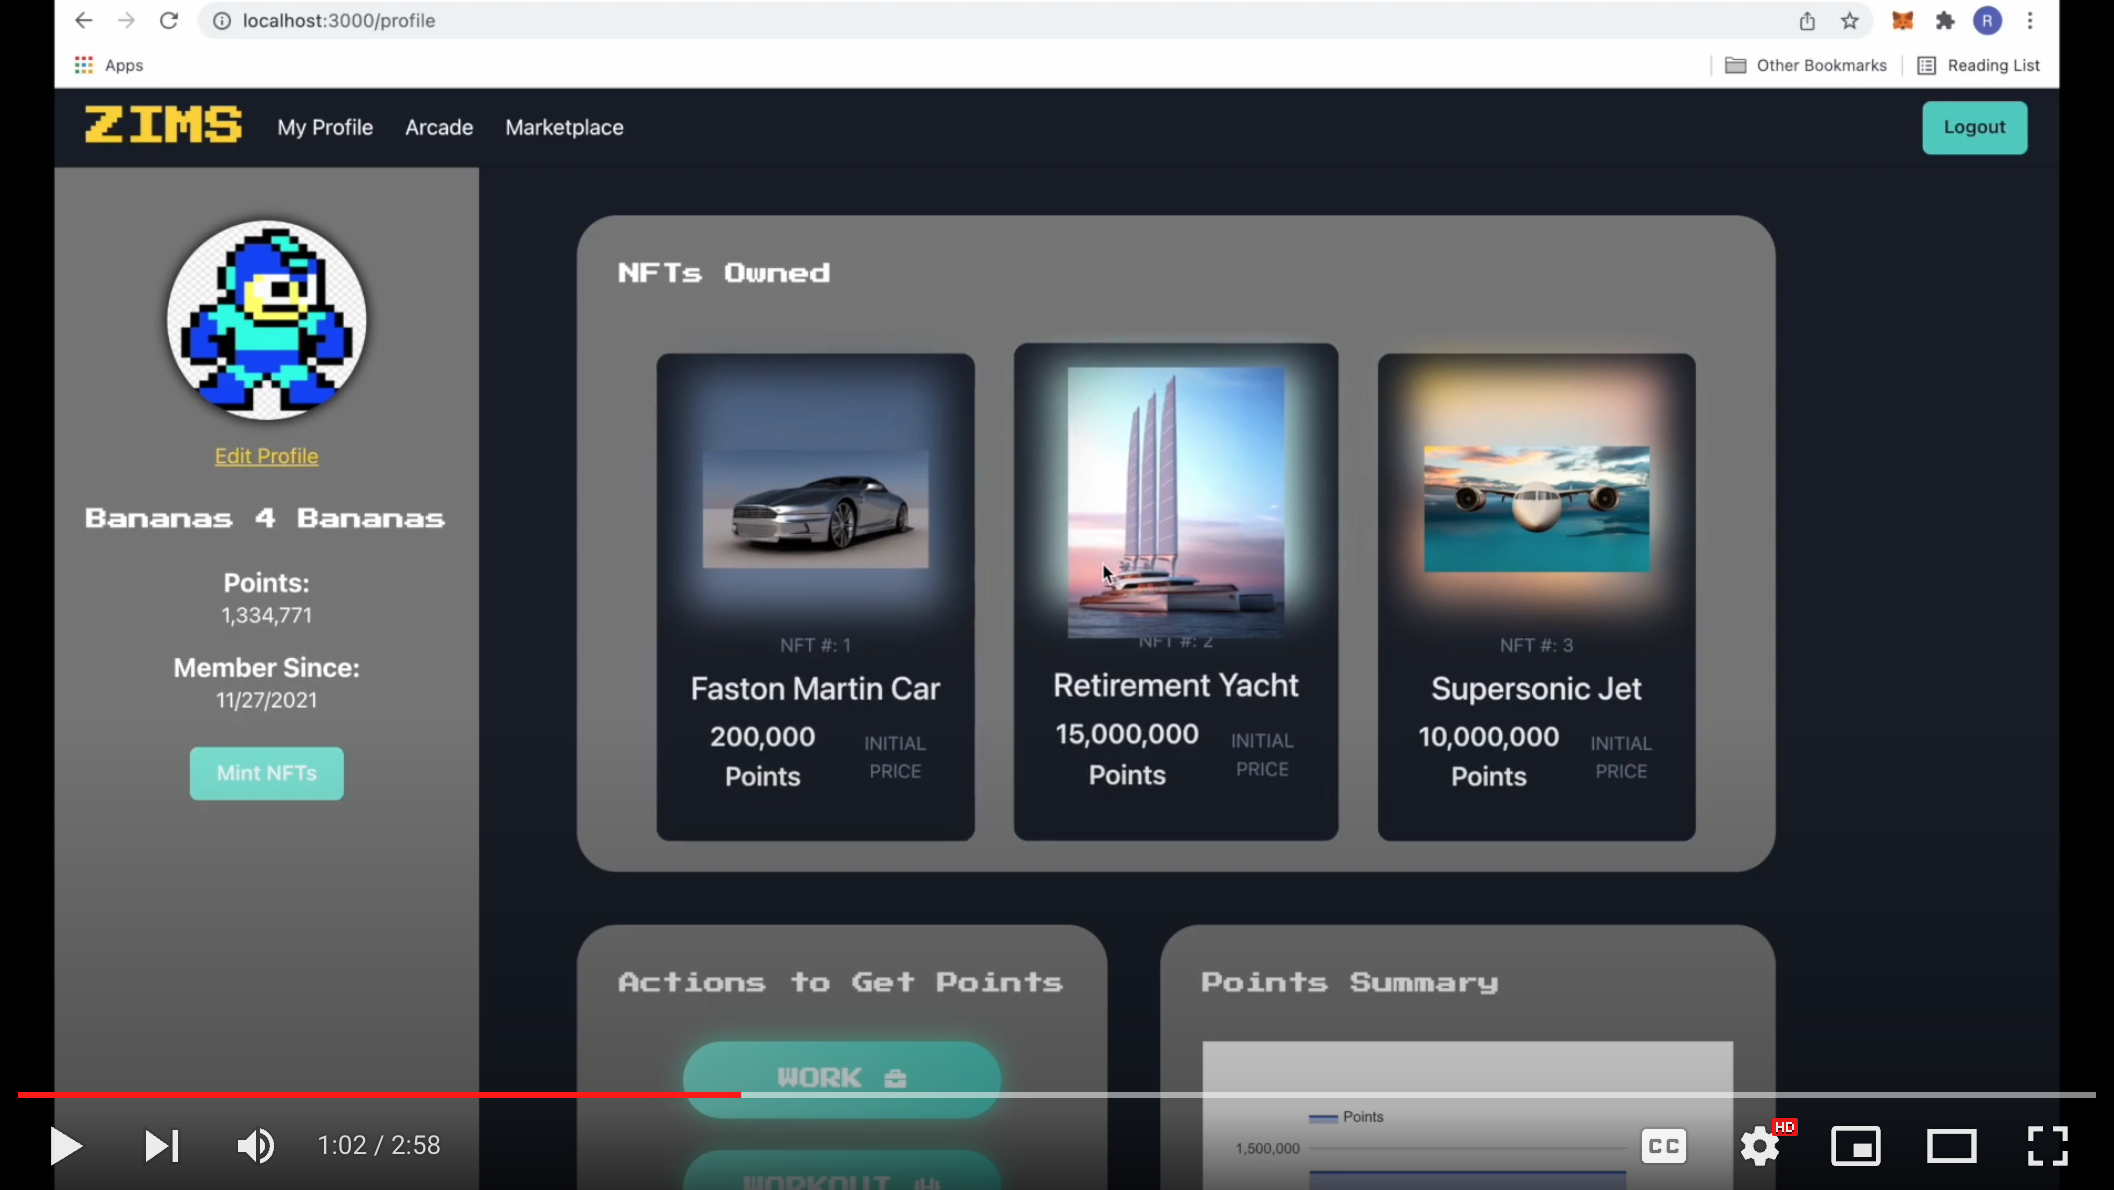 localhost:3000/profile
R
Apps
Other Bookmarks
Reading List
ZIMS
My Profile
Arcade
Marketplace
Logout
Edit Profile
Bananas 4 Bananas
Points:
1,334,771
Member Since:
11/27/2021
Mint NFTs
NFTs Owned
NFT #: 1
Faston Martin Car
200,000
Points
INITIAL
PRICE
NFT #: 2
Retirement Yacht
15,000,000
Points
INITIAL
PRICE
NFT #: 3
Supersonic Jet
10,000,000
Points
INITIAL
PRICE
Actions to Get Points
WORK
WORKOUT
Points Summary
Points
1,500,000
1:02 / 2:58
CC
HD